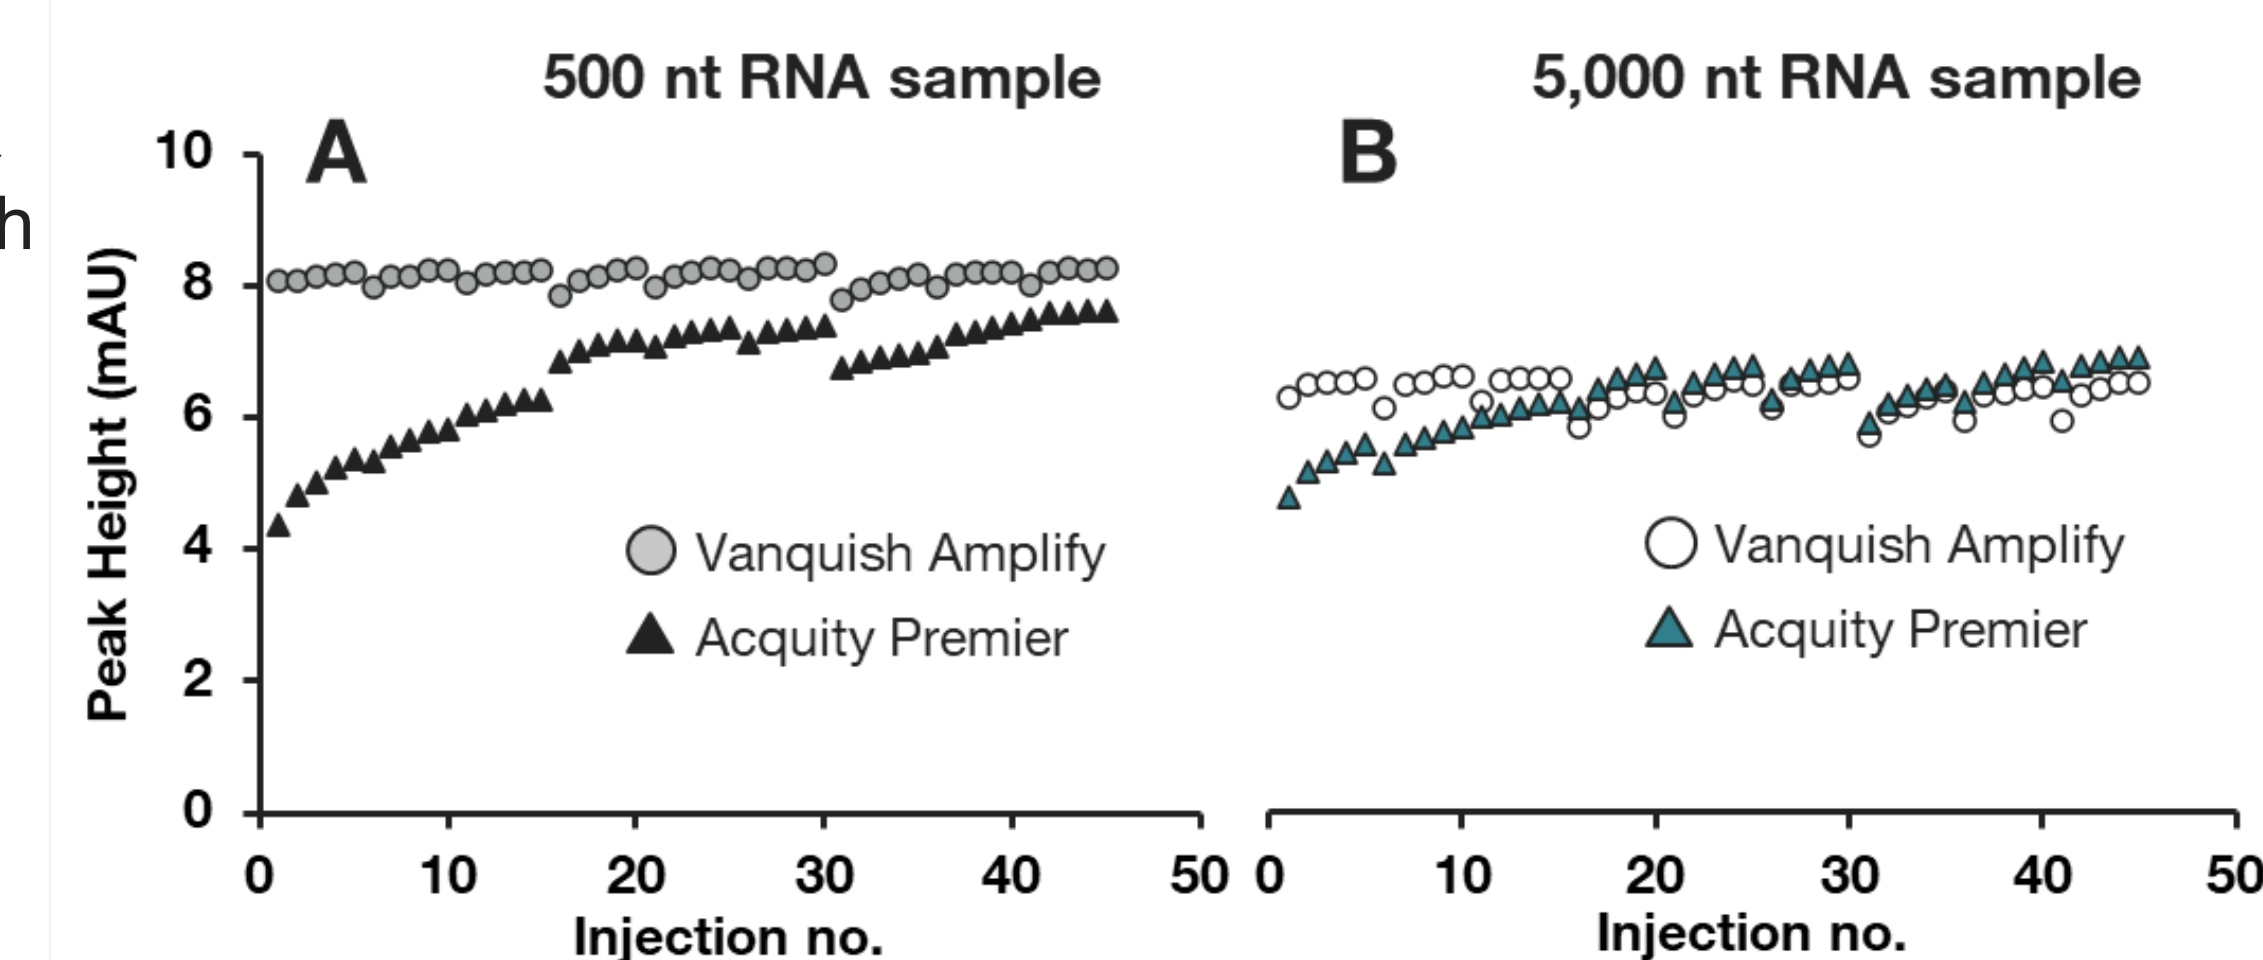 h
500 nt RNA sample
A
Peak Height (mAU)
10
8
6
4
2
0
Vanquish Amplify
Acquity Premier
0 10 20 30 40 50
Injection no.
5,000 nt RNA sample
B
Vanquish Amplify
Acquity Premier
0 10 20 30 40 50
Injection no.